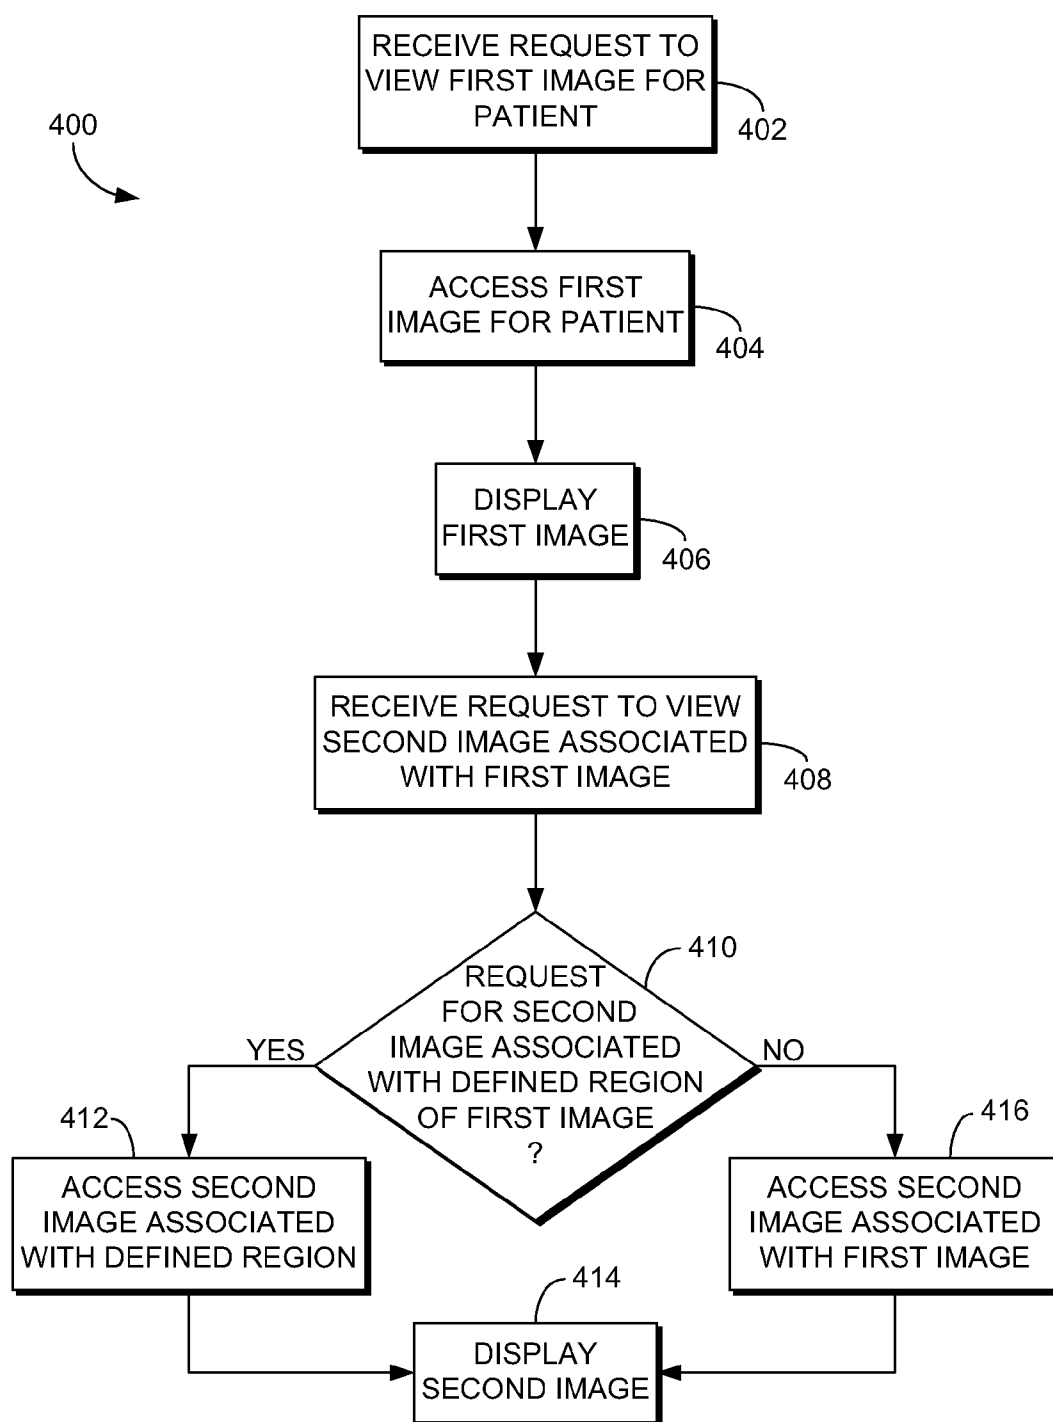 RECEIVE REQUEST TO
VIEW FIRST IMAGE FOR
PATIENT
402
400
ACCESS FIRST
IMAGE FOR PATIENT
404
DISPLAY
FIRST IMAGE
406
RECEIVE REQUEST TO VIEW
SECOND IMAGE ASSOCIATED
WITH FIRST IMAGE
408
410
REQUEST
FOR SECOND
IMAGE ASSOCIATED
WITH DEFINED REGION
OF FIRST IMAGE
?
YES
NO
412
ACCESS SECOND
IMAGE ASSOCIATED
WITH DEFINED REGION
416
ACCESS SECOND
IMAGE ASSOCIATED
WITH FIRST IMAGE
414
DISPLAY
SECOND IMAGE